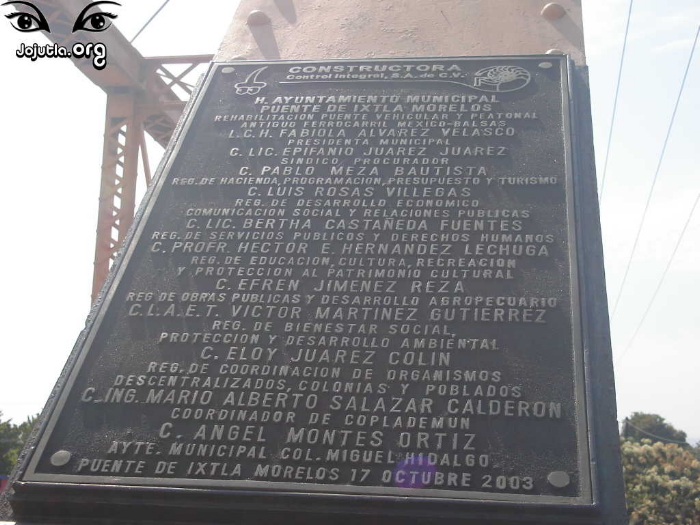 Jojutla.org
CONSTRUCTORA
Control Integral, S.A. de C.V.
H. AYUNTAMIENTO MUNICIPAL
PUENTE DE IXTLA MORELOS
REHABILITACION PUENTE VEHICULAR Y PEATONAL
ANTIGUO FERROCARRIL MEXICO-BALSAS
L.C.H. FABIOLA ALVAREZ VELASCO
PRESIDENTA MUNICIPAL
C. LIC. EPIFANIO JUAREZ JUAREZ
SINDICO, PROCURADOR
C. PABLO MEZA BAUTISTA
REG. DE HACIENDA, PROGRAMACION, PRESUPUESTO Y TURISMO
C. LUIS ROSAS VILLEGAS
REG. DE DESARROLLO ECONOMICO
COMUNICACION SOCIAL Y RELACIONES PUBLICAS
C. LIC. BERTHA CASTAÑEDA FUENTES
REG. DE SERVICIOS PUBLICOS Y DERECHOS HUMANOS
C. PROFR. HECTOR E. HERNANDEZ LECHUGA
REG. DE EDUCACION, CULTURA, RECREACION
Y PROTECCION AL PATRIMONIO CULTURAL
C. EFREN JIMENEZ REZA
REG DE OBRAS PUBLICAS Y DESARROLLO AGROPECUARIO
C.L.A.E.T. VICTOR MARTINEZ GUTIERREZ
REG. DE BIENESTAR SOCIAL,
PROTECCION Y DESARROLLO AMBIENTAL
C. ELOY JUAREZ COLIN
REG. DE COORDINACION DE ORGANISMOS
DESCENTRALIZADOS, COLONIAS Y POBLADOS
C. ING. MARIO ALBERTO SALAZAR CALDERON
COORDINADOR DE COPLADEMUN
C. ANGEL MONTES ORTIZ
AYTE. MUNICIPAL COL. MIGUEL HIDALGO
PUENTE DE IXTLA MORELOS 17 OCTUBRE 2003